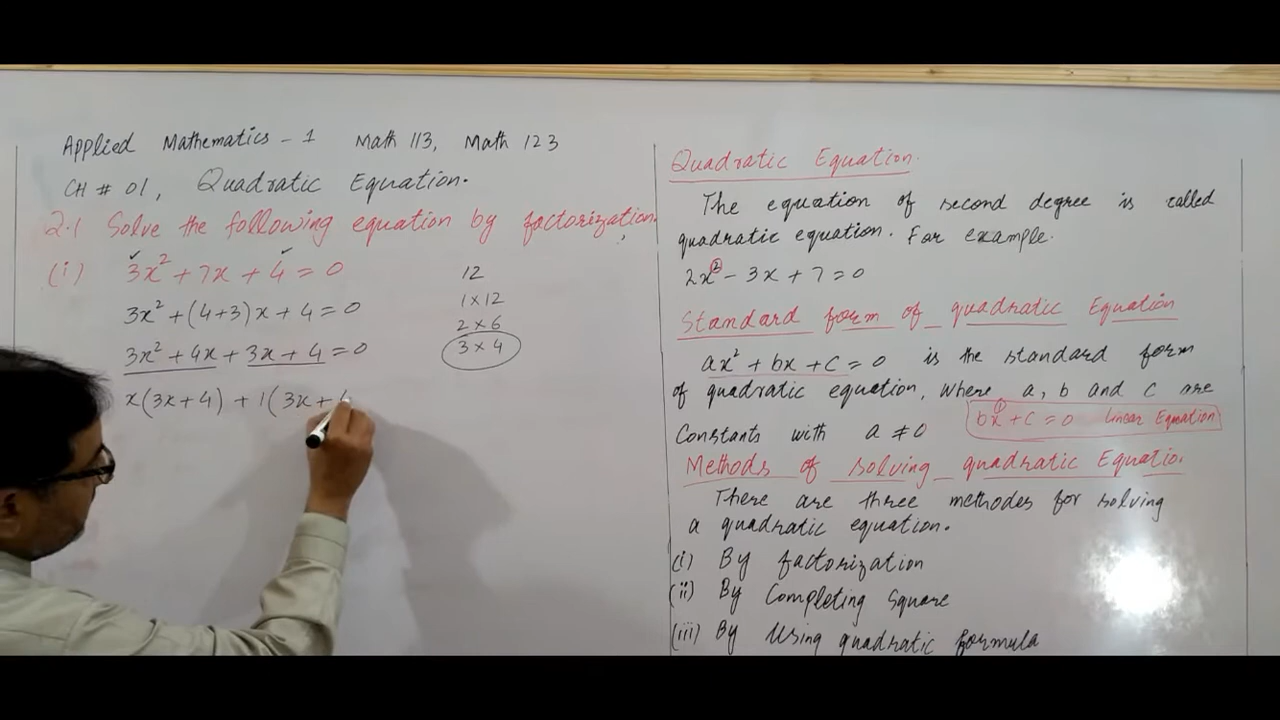 Applied Mathematics - 1 Math 113, Math 123
CH # 01, Quadratic Equation.
2.1 Solve the following equation by factorization.
(i) 3x² + 7x + 4 = 0
3x² + (4+3)x + 4 = 0
3x² + 4x + 3x + 4 = 0
x(3x + 4) + 1(3x +
12
1 x 12
2 x 6
3 x 4
Quadratic Equation.
The equation of second degree is called
quadratic equation. For example.
2x² - 3x + 7 = 0
Standard form of quadratic Equation
ax² + bx + c = 0 is the standard form
of quadratic equation, where a, b and c are
Constants with a ≠ 0
bx¹ + c = 0 Linear Equation
Methods of solving quadratic Equatio
There are three methodes for solving
a quadratic equation.
(i) By factorization
(ii) By Completing Square
(iii) By Using quadratic formula